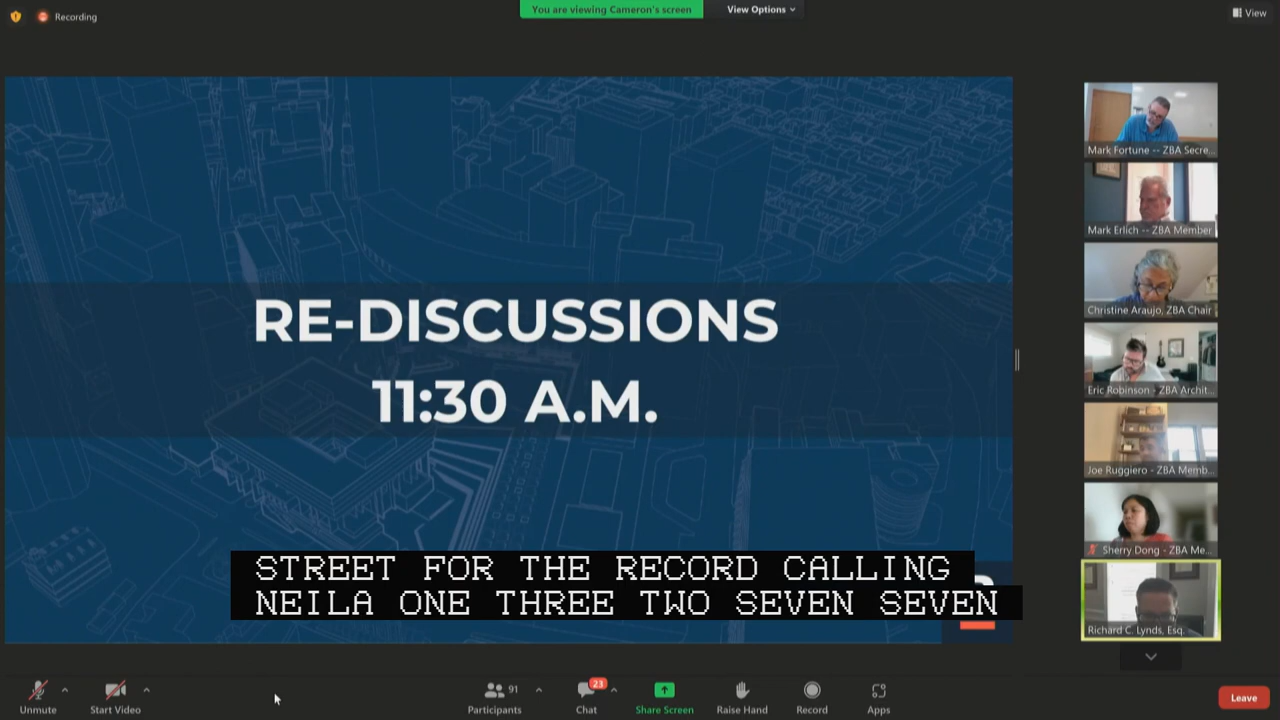 Recording
You are viewing Cameron's screen
View Options
View
RE-DISCUSSIONS
11:30 A.M.
STREET FOR THE RECORD CALLING
NEILA ONE THREE TWO SEVEN SEVEN
Mark Fortune -- ZBA Secre...
Mark Erlich -- ZBA Member
Christine Araujo, ZBA Chair
Eric Robinson - ZBA Archit...
Joe Ruggiero - ZBA Memb...
Sherry Dong - ZBA Me...
Richard C. Lynds, Esq.
Unmute
Start Video
91
Participants
23
Chat
Share Screen
Raise Hand
Record
Apps
Leave